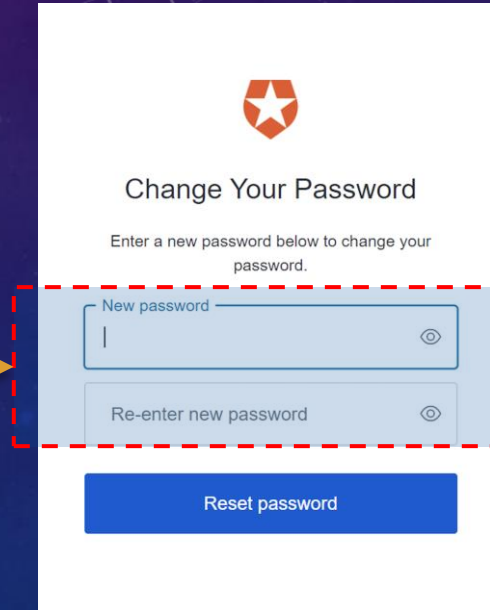 Change Your Password
Enter a new password below to change your
password.
New password
Re-enter new password
Reset password